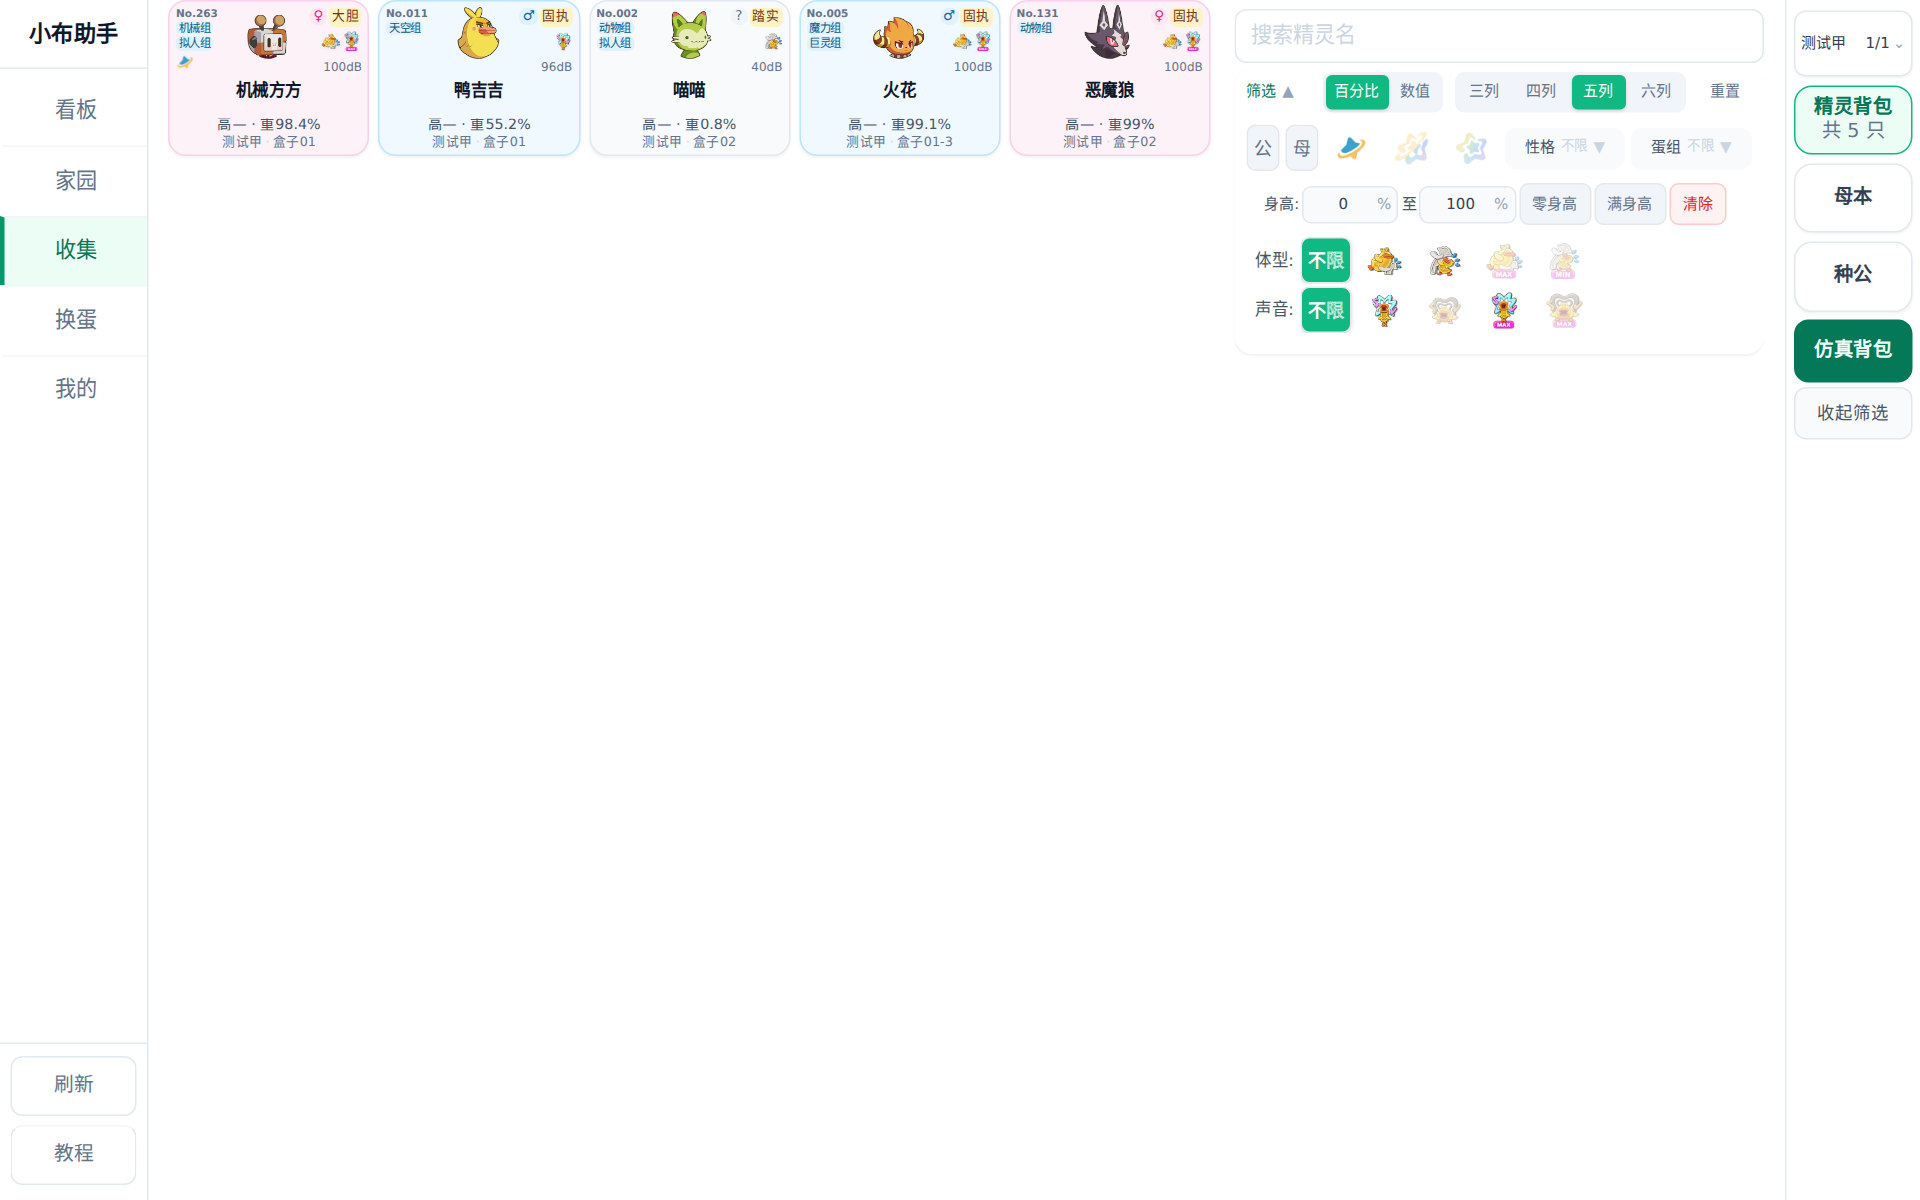 小布助手
看板
家园
收集
换蛋
我的
刷新
教程
No.263
机械组
拟人组
♀ 大胆
100dB
机械方方
高— · 重98.4%
测试甲 · 盒子01
No.011
天空组
♂ 固执
96dB
鸭吉吉
高— · 重55.2%
测试甲 · 盒子01
No.002
动物组
拟人组
? 踏实
40dB
喵喵
高— · 重0.8%
测试甲 · 盒子02
No.005
魔力组
巨灵组
♂ 固执
100dB
火花
高— · 重99.1%
测试甲 · 盒子01-3
No.131
动物组
♀ 固执
100dB
恶魔狼
高— · 重99%
测试甲 · 盒子02
搜索精灵名
筛选 ▲ 百分比 数值 三列 四列 五列 六列 重置
公 母 性格 不限 ▼ 蛋组 不限 ▼
身高: 0 % 至 100 % 零身高 满身高 清除
体型: 不限 MAX MIN
声音: 不限 MAX MAX
测试甲 1/1
精灵背包
共 5 只
母本
种公
仿真背包
收起筛选